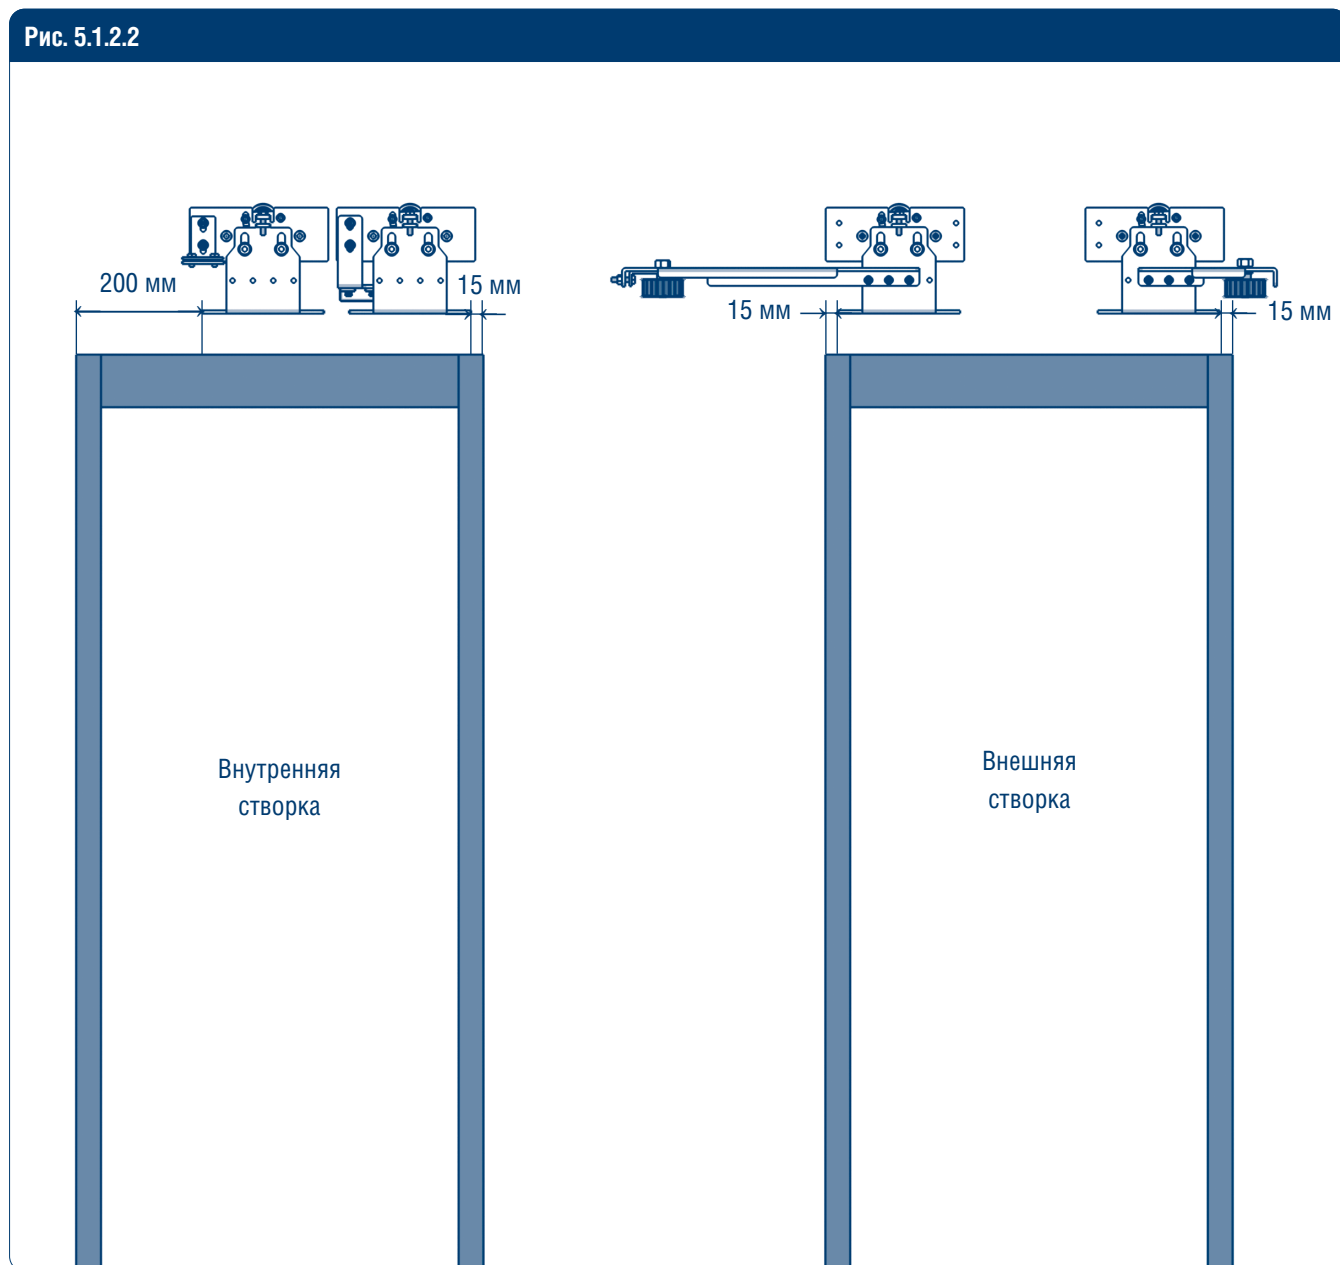 Рис. 5.1.2.2
200 мм
15 мм
15 мм
15 мм
Внутренняя
створка
Внешняя
створка